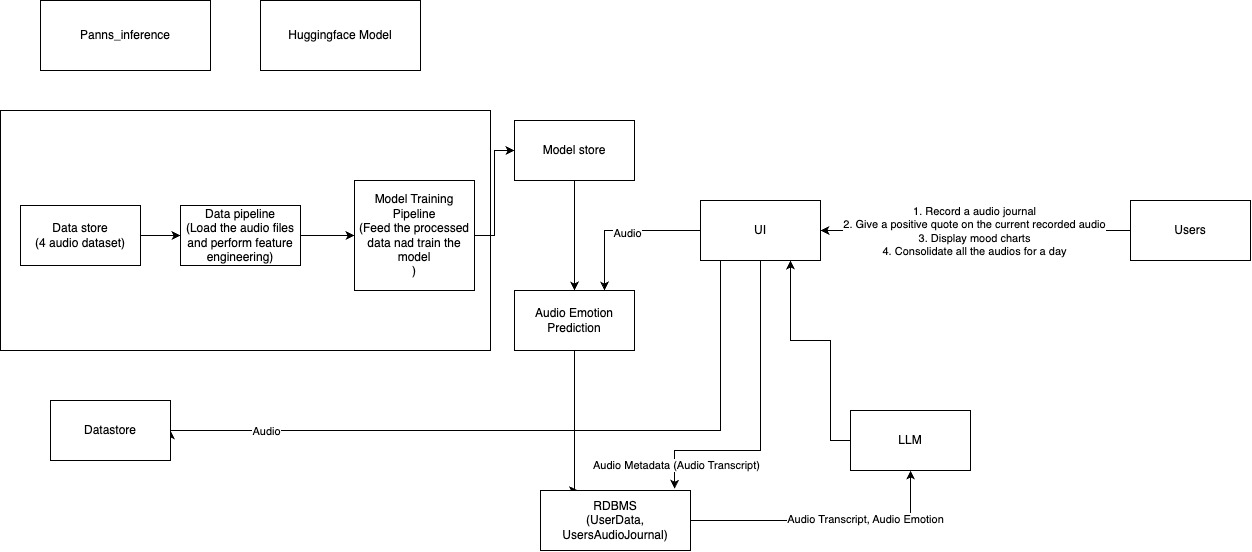 Panns_inference
Huggingface Model
Model store
Data store
(4 audio dataset)
Data pipeline
(Load the audio files
and perform feature
engineering)
Model Training
Pipeline
(Feed the processed
data nad train the
model
)
UI
1. Record a audio journal
2. Give a positive quote on the current recorded audio
3. Display mood charts
4. Consolidate all the audios for a day
Users
Audio
Audio Emotion
Prediction
Datastore
Audio
LLM
Audio Metadata (Audio Transcript)
RDBMS
(UserData,
UsersAudioJournal)
Audio Transcript, Audio Emotion